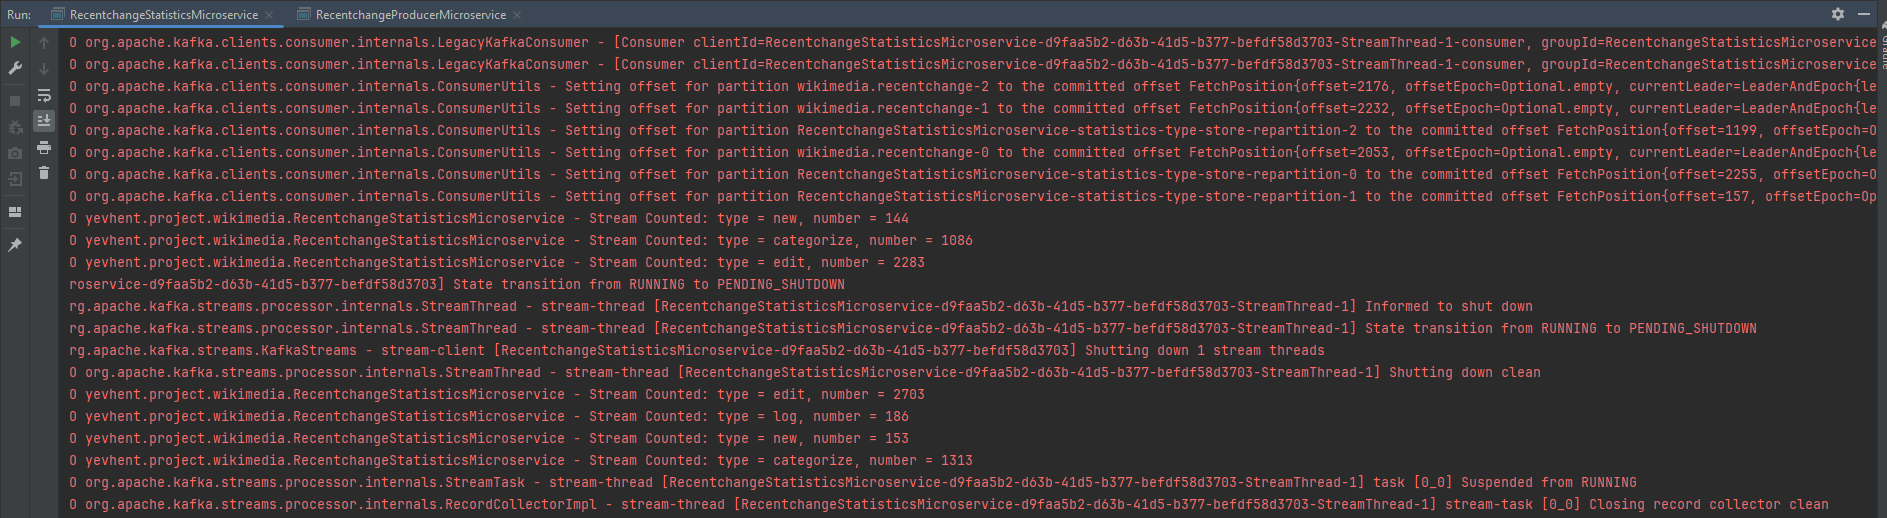 Run: RecentchangeStatisticsMicroservice × RecentchangeProducerMicroservice ×
O org.apache.kafka.clients.consumer.internals.LegacyKafkaConsumer - [Consumer clientId=RecentchangeStatisticsMicroservice-d9faa5b2-d63b-41d5-b377-befdf58d3703-StreamThread-1-consumer, groupId=RecentchangeStatisticsMicroservice
O org.apache.kafka.clients.consumer.internals.LegacyKafkaConsumer - [Consumer clientId=RecentchangeStatisticsMicroservice-d9faa5b2-d63b-41d5-b377-befdf58d3703-StreamThread-1-consumer, groupId=RecentchangeStatisticsMicroservice
O org.apache.kafka.clients.consumer.internals.ConsumerUtils - Setting offset for partition wikimedia.recentchange-2 to the committed offset FetchPosition{offset=2176, offsetEpoch=Optional.empty, currentLeader=LeaderAndEpoch{le
O org.apache.kafka.clients.consumer.internals.ConsumerUtils - Setting offset for partition wikimedia.recentchange-1 to the committed offset FetchPosition{offset=2232, offsetEpoch=Optional.empty, currentLeader=LeaderAndEpoch{le
O org.apache.kafka.clients.consumer.internals.ConsumerUtils - Setting offset for partition RecentchangeStatisticsMicroservice-statistics-type-store-repartition-2 to the committed offset FetchPosition{offset=1199, offsetEpoch=O
O org.apache.kafka.clients.consumer.internals.ConsumerUtils - Setting offset for partition wikimedia.recentchange-0 to the committed offset FetchPosition{offset=2053, offsetEpoch=Optional.empty, currentLeader=LeaderAndEpoch{le
O org.apache.kafka.clients.consumer.internals.ConsumerUtils - Setting offset for partition RecentchangeStatisticsMicroservice-statistics-type-store-repartition-0 to the committed offset FetchPosition{offset=2255, offsetEpoch=O
O org.apache.kafka.clients.consumer.internals.ConsumerUtils - Setting offset for partition RecentchangeStatisticsMicroservice-statistics-type-store-repartition-1 to the committed offset FetchPosition{offset=157, offsetEpoch=Op
O yevhent.project.wikimedia.RecentchangeStatisticsMicroservice - Stream Counted: type = new, number = 144
O yevhent.project.wikimedia.RecentchangeStatisticsMicroservice - Stream Counted: type = categorize, number = 1086
O yevhent.project.wikimedia.RecentchangeStatisticsMicroservice - Stream Counted: type = edit, number = 2283
roservice-d9faa5b2-d63b-41d5-b377-befdf58d3703] State transition from RUNNING to PENDING_SHUTDOWN
rg.apache.kafka.streams.processor.internals.StreamThread - stream-thread [RecentchangeStatisticsMicroservice-d9faa5b2-d63b-41d5-b377-befdf58d3703-StreamThread-1] Informed to shut down
rg.apache.kafka.streams.processor.internals.StreamThread - stream-thread [RecentchangeStatisticsMicroservice-d9faa5b2-d63b-41d5-b377-befdf58d3703-StreamThread-1] State transition from RUNNING to PENDING_SHUTDOWN
rg.apache.kafka.streams.KafkaStreams - stream-client [RecentchangeStatisticsMicroservice-d9faa5b2-d63b-41d5-b377-befdf58d3703] Shutting down 1 stream threads
O org.apache.kafka.streams.processor.internals.StreamThread - stream-thread [RecentchangeStatisticsMicroservice-d9faa5b2-d63b-41d5-b377-befdf58d3703-StreamThread-1] Shutting down clean
O yevhent.project.wikimedia.RecentchangeStatisticsMicroservice - Stream Counted: type = edit, number = 2703
O yevhent.project.wikimedia.RecentchangeStatisticsMicroservice - Stream Counted: type = log, number = 186
O yevhent.project.wikimedia.RecentchangeStatisticsMicroservice - Stream Counted: type = new, number = 153
O yevhent.project.wikimedia.RecentchangeStatisticsMicroservice - Stream Counted: type = categorize, number = 1313
O org.apache.kafka.streams.processor.internals.StreamTask - stream-thread [RecentchangeStatisticsMicroservice-d9faa5b2-d63b-41d5-b377-befdf58d3703-StreamThread-1] task [0_0] Suspended from RUNNING
O org.apache.kafka.streams.processor.internals.RecordCollectorImpl - stream-thread [RecentchangeStatisticsMicroservice-d9faa5b2-d63b-41d5-b377-befdf58d3703-StreamThread-1] stream-task [0_0] Closing record collector clean